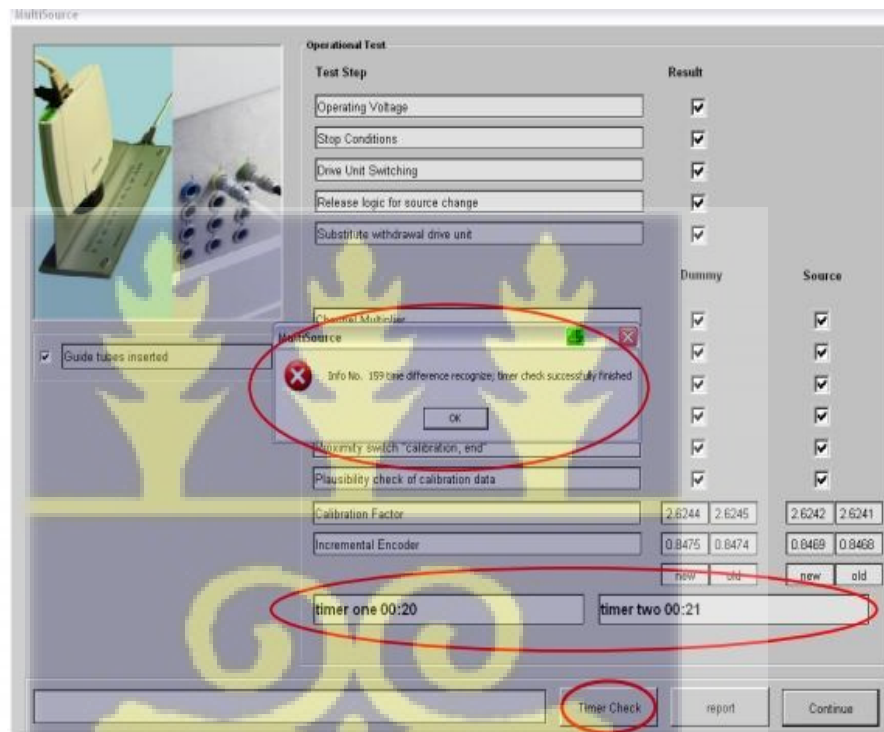 MultiSource
Operational Test
Test Step Result
Operating Voltage
Stop Conditions
Drive Unit Switching
Release logic for source change
Substitute withdrawal drive unit
Dummy Source
Channel Multiplier
MultiSource
Guide tubes inserted
Info No. 159 time difference recognize; timer check successfully finished
OK
Proximity switch "calibration, end"
Plausibility check of calibration data
Calibration Factor 2.6244 2.6245 2.6242 2.6241
Incremental Encoder 0.8475 0.8474 0.8469 0.8468
new old new old
timer one 00:20 timer two 00:21
Timer Check report Continue